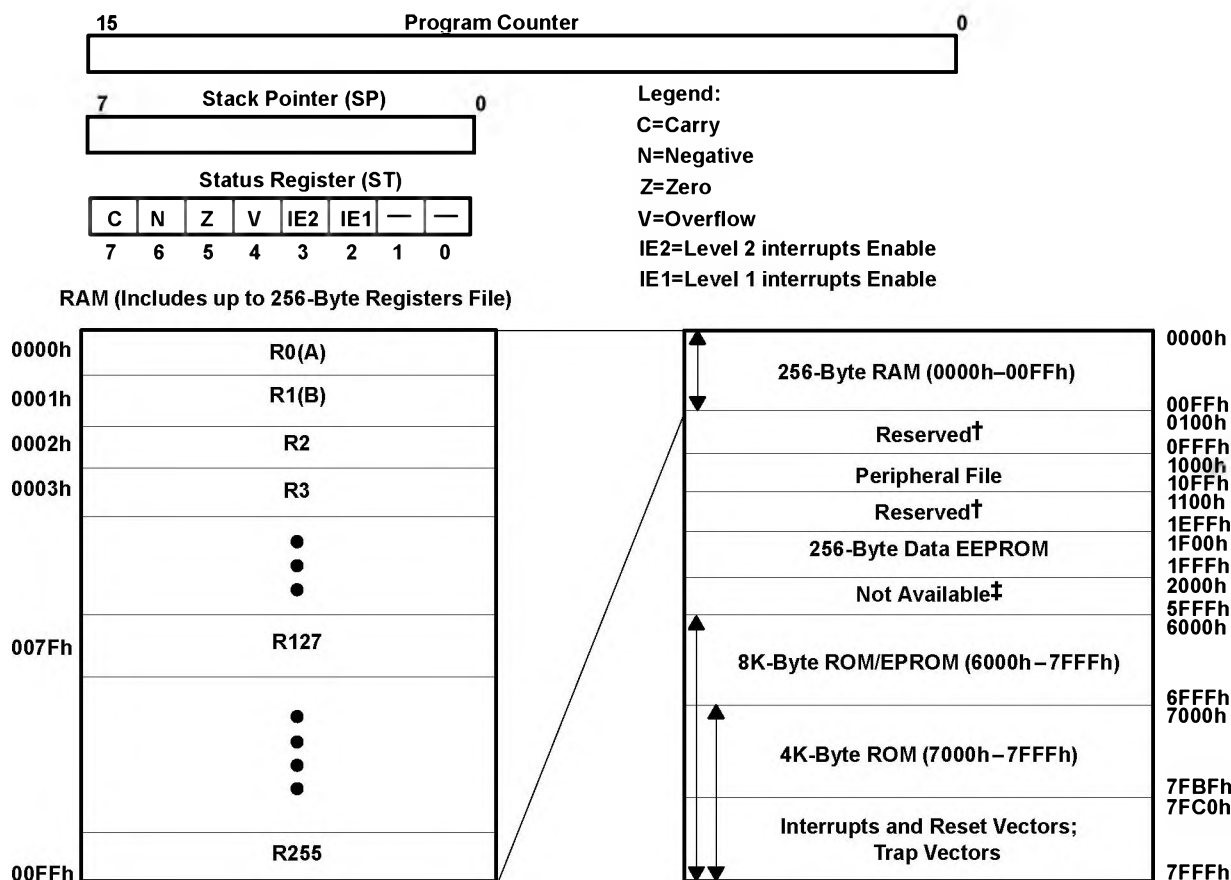 15 Program Counter 0
7 Stack Pointer (SP) 0
Status Register (ST)
C N Z V IE2 IE1 — —
7 6 5 4 3 2 1 0
Legend:
C=Carry
N=Negative
Z=Zero
V=Overflow
IE2=Level 2 interrupts Enable
IE1=Level 1 interrupts Enable
RAM (Includes up to 256-Byte Registers File)
0000h R0(A)
0001h R1(B)
0002h R2
0003h R3
007Fh R127
R255
00FFh
0000h
256-Byte RAM (0000h–00FFh)
00FFh
0100h
Reserved†
0FFFh
1000h
Peripheral File
10FFh
1100h
Reserved†
1EFFh
1F00h
256-Byte Data EEPROM
1FFFh
2000h
Not Available‡
5FFFh
6000h
8K-Byte ROM/EPROM (6000h–7FFFh)
6FFFh
7000h
4K-Byte ROM (7000h–7FFFh)
7FBFh
7FC0h
Interrupts and Reset Vectors;
Trap Vectors
7FFFh